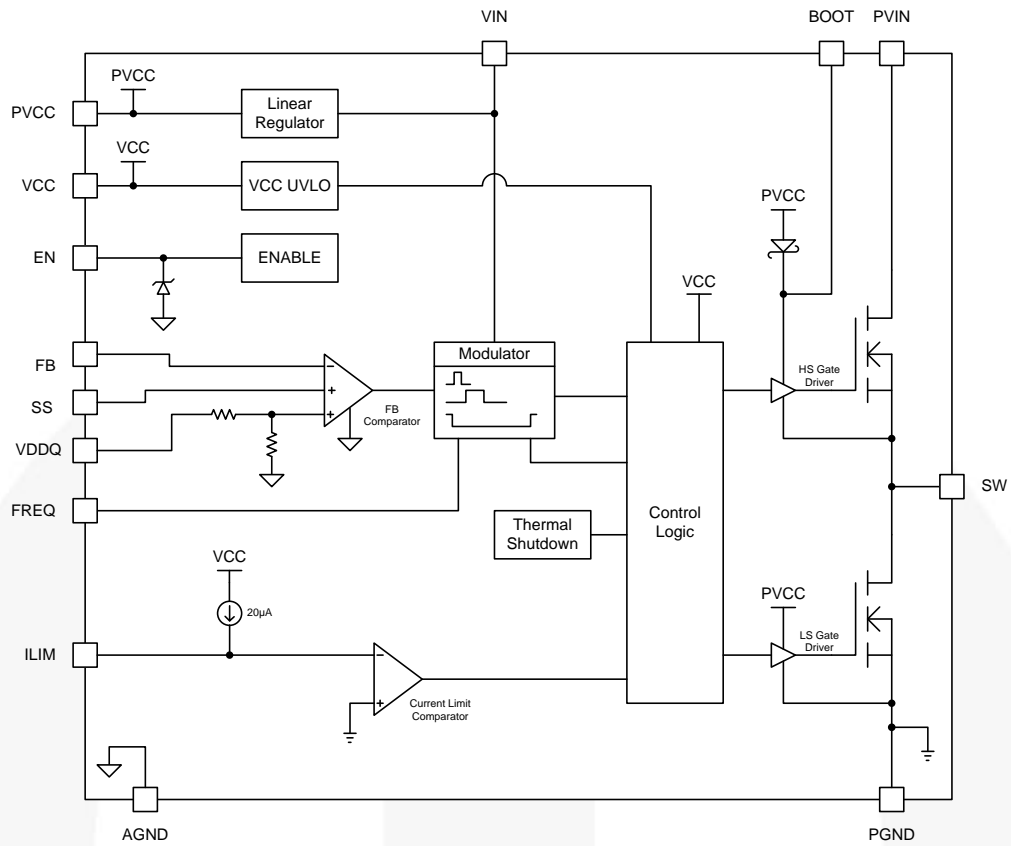 VIN
BOOT
PVIN
PVCC
PVCC
Linear
Regulator
VCC
VCC
VCC UVLO
PVCC
EN
ENABLE
VCC
FB
Modulator
HS Gate
Driver
SS
FB
Comparator
VDDQ
SW
FREQ
Control
Logic
Thermal
Shutdown
VCC
20µA
PVCC
LS Gate
Driver
ILIM
Current Limit
Comparator
AGND
PGND